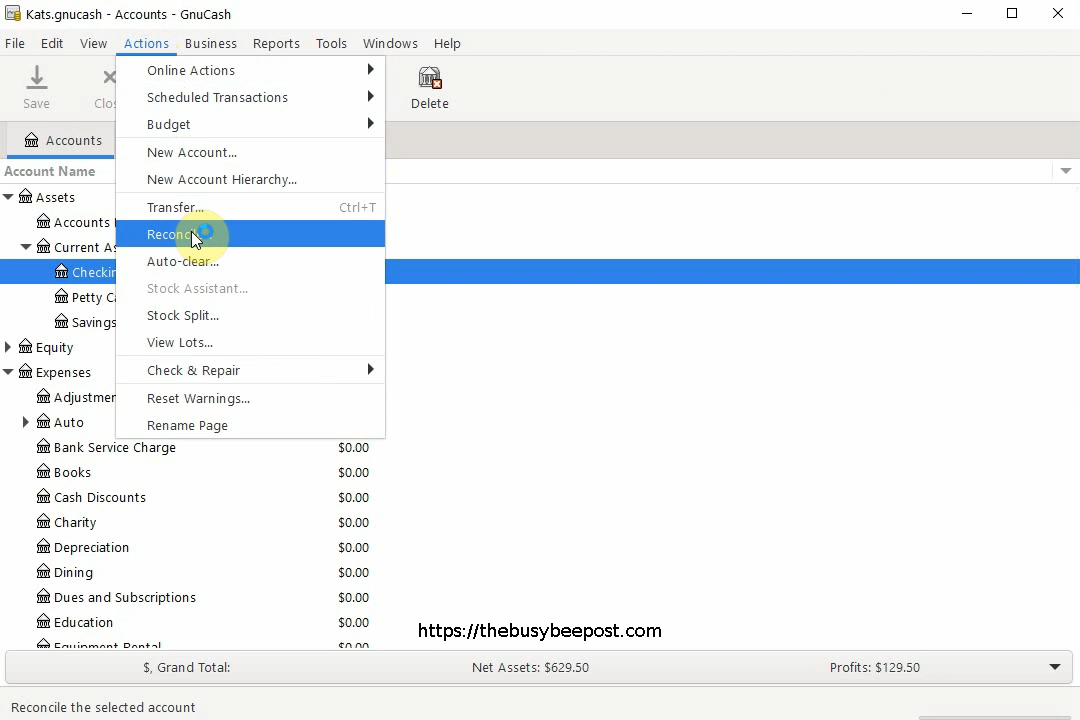 Kats.gnucash - Accounts - GnuCash
File Edit View Actions Business Reports Tools Windows Help
Save
Delete
Online Actions
Scheduled Transactions
Budget
New Account...
New Account Hierarchy...
Transfer... Ctrl+T
Auto-clear...
Stock Assistant...
Stock Split...
View Lots...
Check & Repair
Reset Warnings...
Rename Page
Accounts
Account Name
Assets
Accounts
Current
Petty
Savings
Equity
Expenses
Auto
Bank Service Charge $0.00
Books $0.00
Cash Discounts $0.00
Charity $0.00
Depreciation $0.00
Dining $0.00
Dues and Subscriptions $0.00
Education $0.00
Equipment Rental $0.00
https://thebusybeepost.com
$, Grand Total: Net Assets: $629.50 Profits: $129.50
Reconcile the selected account